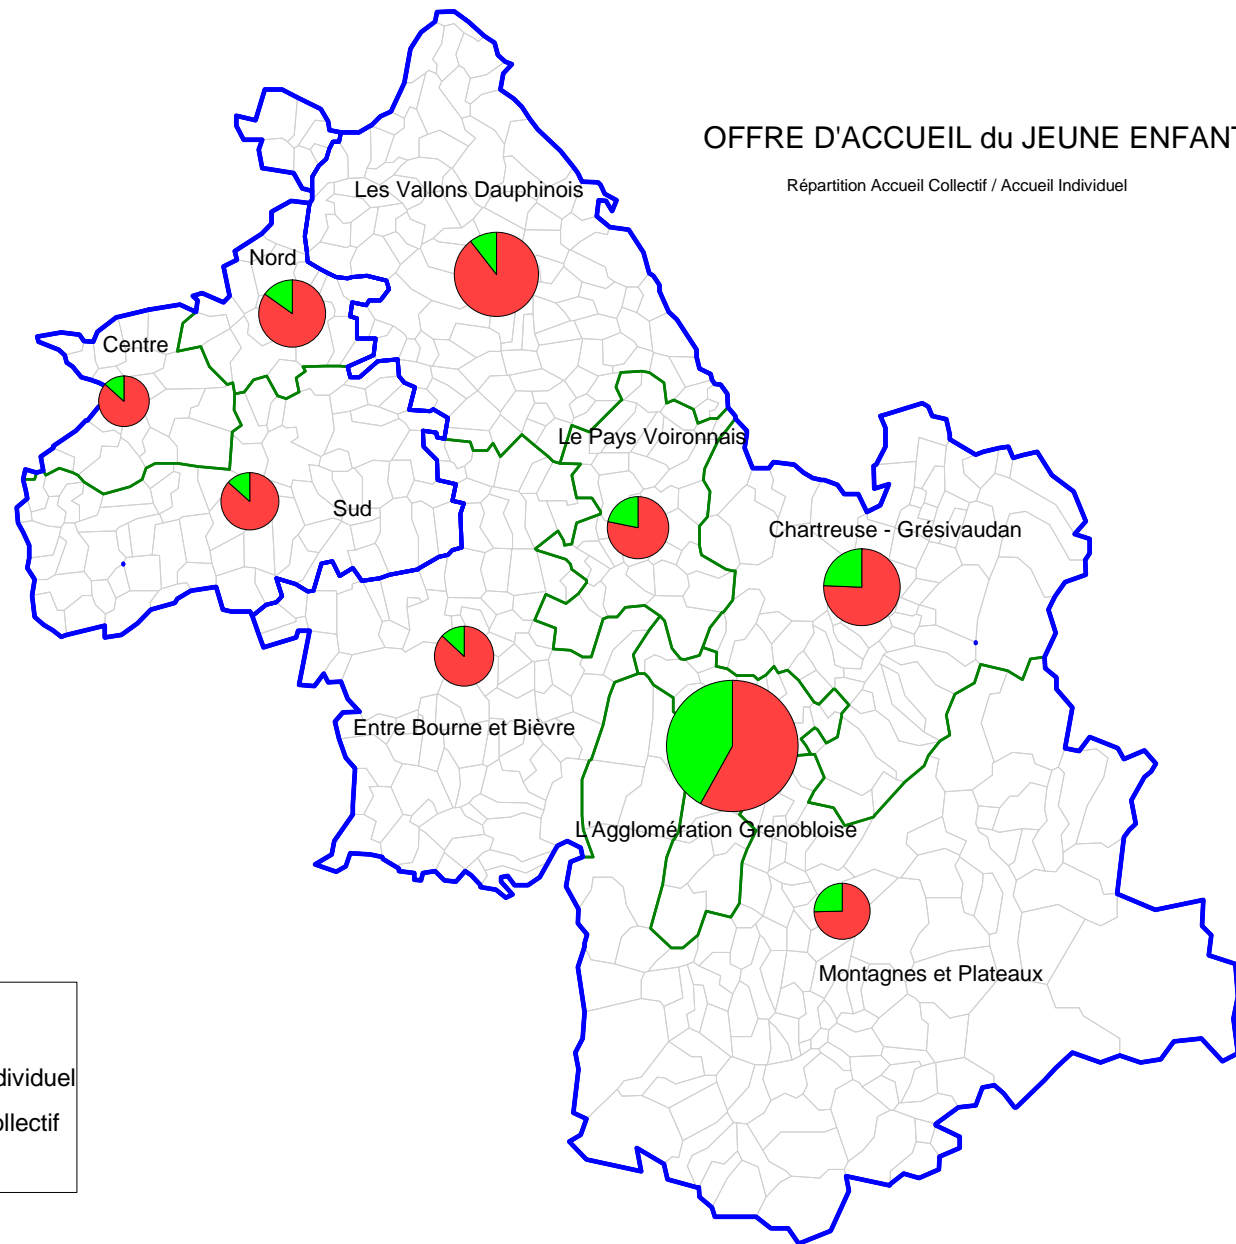 OFFRE D'ACCUEIL du JEUNE ENFANT
Répartition Accueil Collectif / Accueil Individuel
Les Vallons Dauphinois
Nord
Centre
Le Pays Voironnais
Sud
Chartreuse - Grésivaudan
Entre Bourne et Bièvre
L'Agglomération Grenobloise
Montagnes et Plateaux
dividuel
ollectif